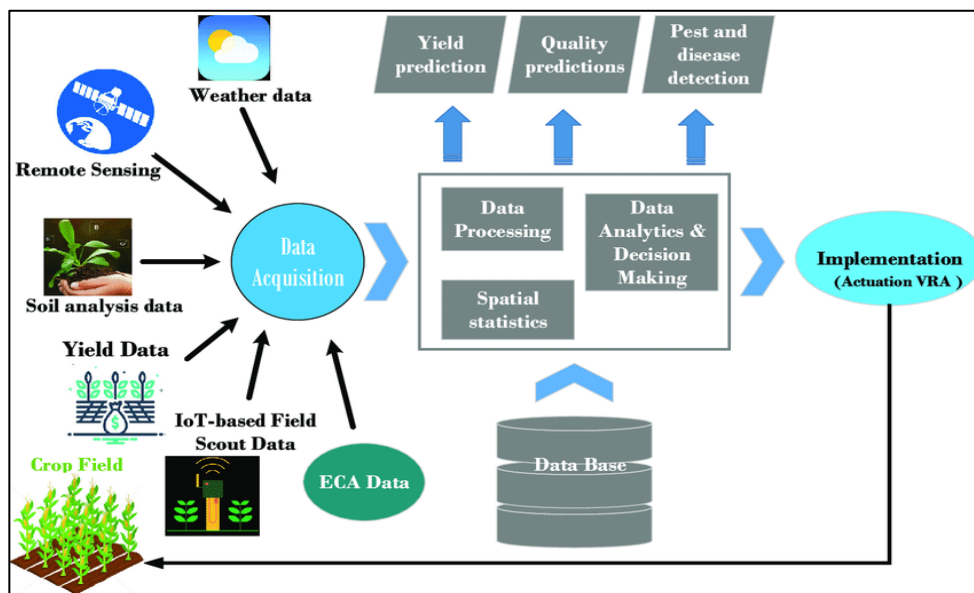 Weather data
Remote Sensing
Soil analysis data
Yield Data
IoT-based Field
Scout Data
ECA Data
Crop Field
Data
Acquisition
Yield
prediction
Quality
predictions
Pest and
disease
detection
Data
Processing
Data
Analytics &
Decision
Making
Spatial
statistics
Data Base
Implementation
(Actuation VRA )